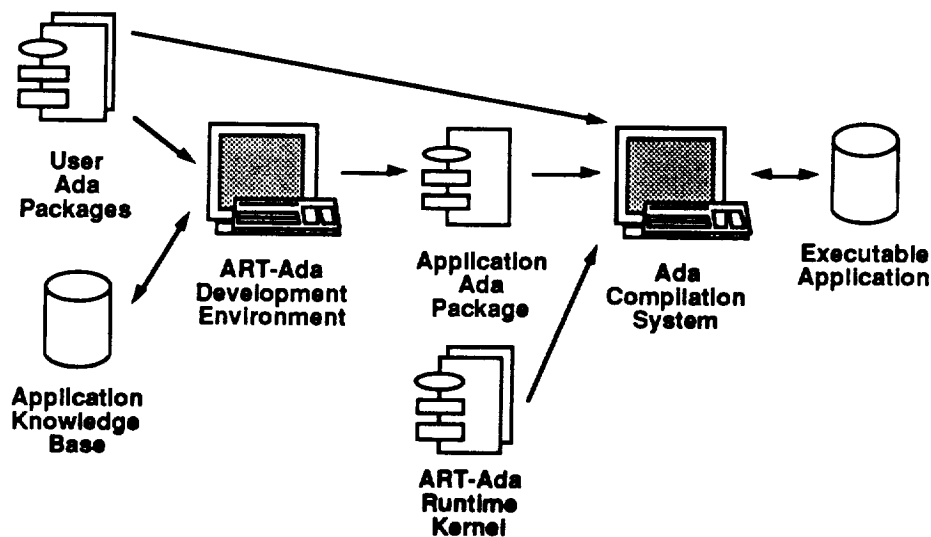 User
Ada
Packages
ART-Ada
Development
Environment
Application
Ada
Package
Ada
Compilation
System
Executable
Application
Application
Knowledge
Base
ART-Ada
Runtime
Kernel